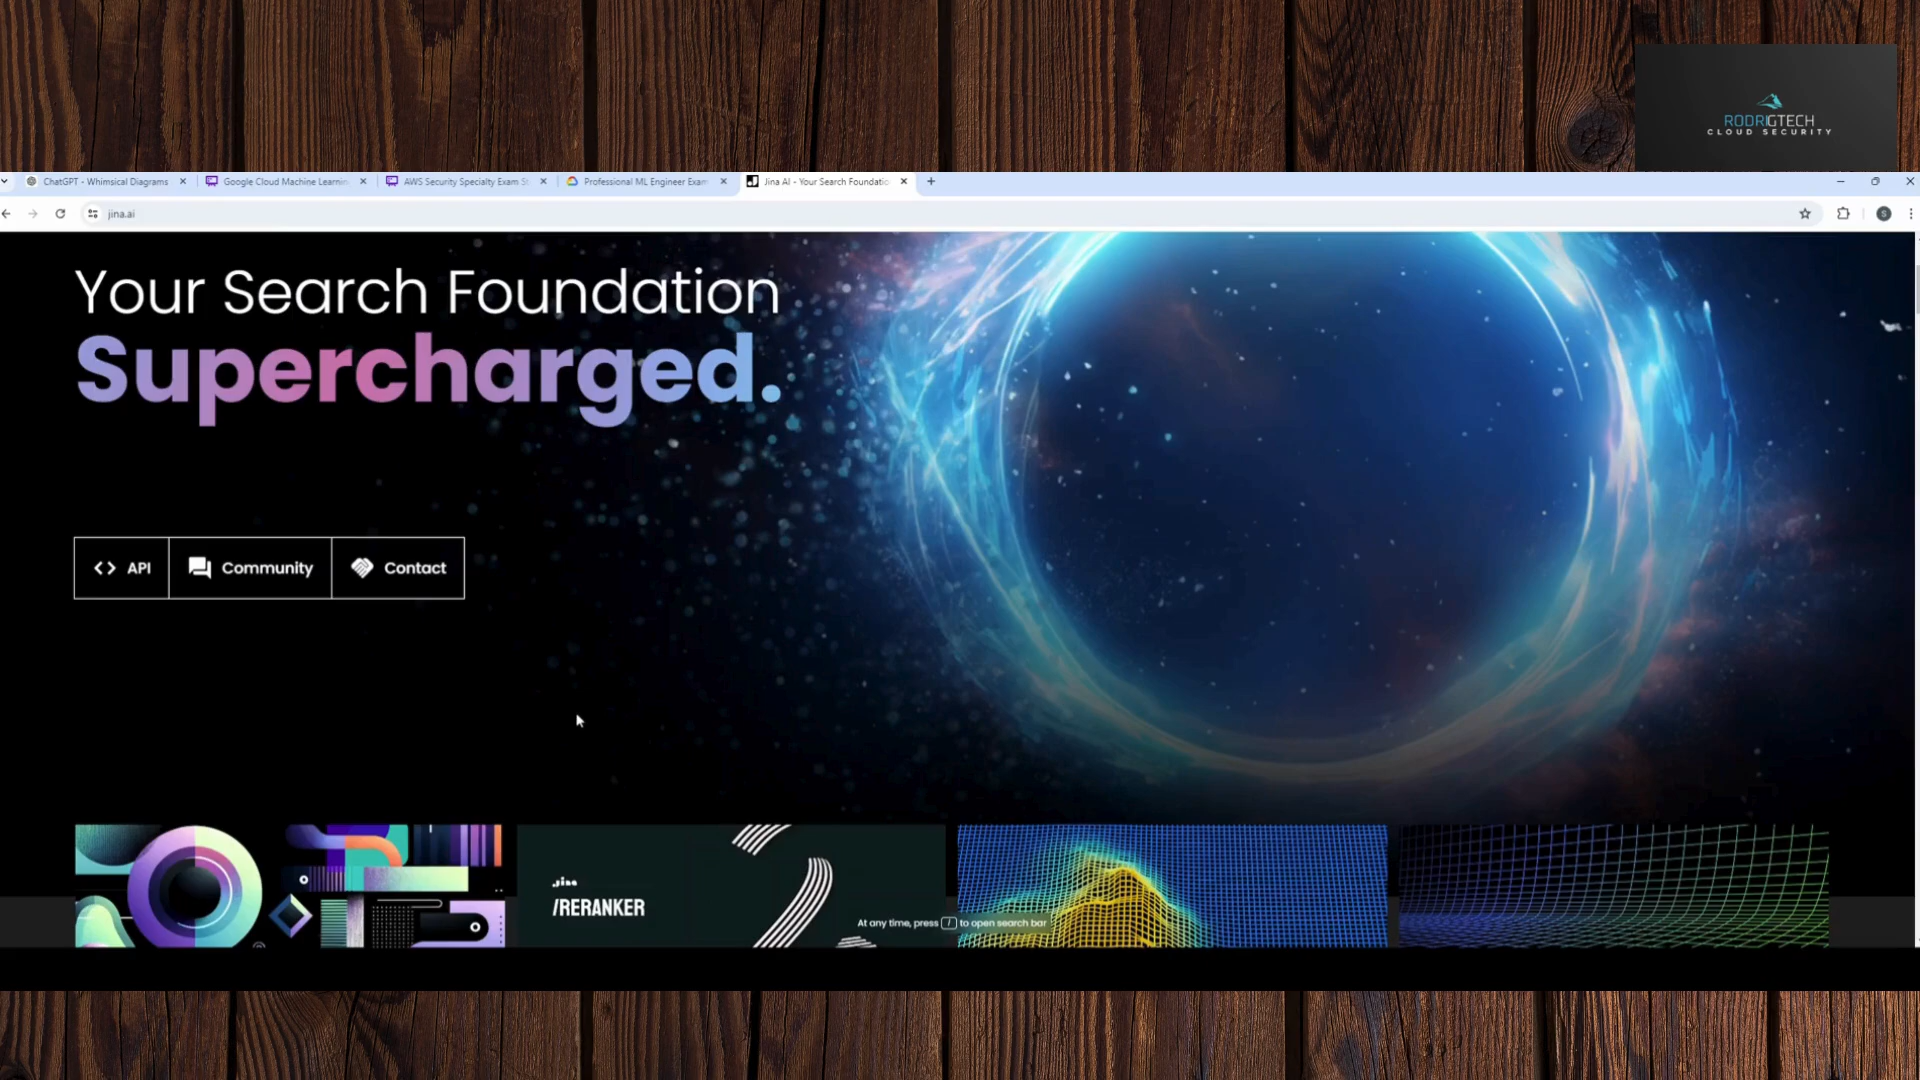 RODRIGTECH
CLOUD SECURITY
ChatGPT - Whimsical Diagrams
Google Cloud Machine Learnin
AWS Security Specialty Exam St
Professional ML Engineer Exam
Jina AI - Your Search Foundatio
jina.ai
S
Your Search Foundation
Supercharged.
API
Community
Contact
Jina
/RERANKER
At any time, press / to open search bar